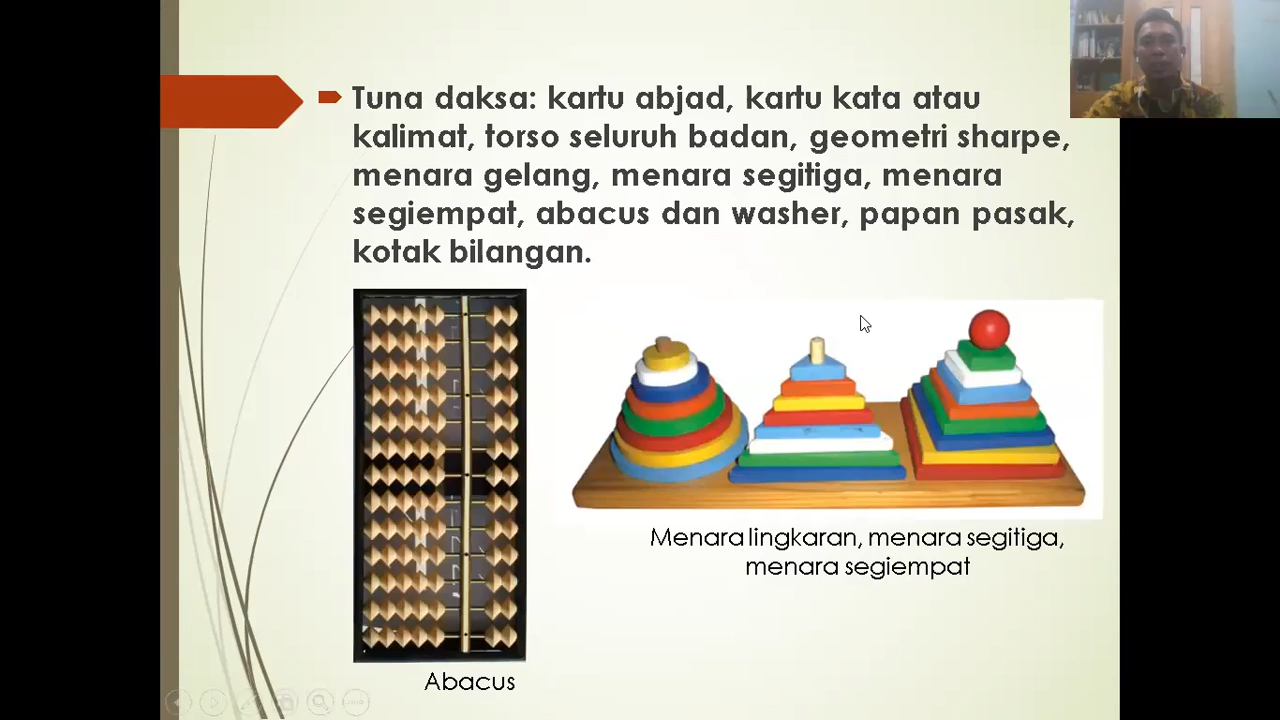 Tuna daksa: kartu abjad, kartu kata atau
kalimat, torso seluruh badan, geometri sharpe,
menara gelang, menara segitiga, menara
segiempat, abacus dan washer, papan pasak,
kotak bilangan.
Menara lingkaran, menara segitiga,
menara segiempat
Abacus